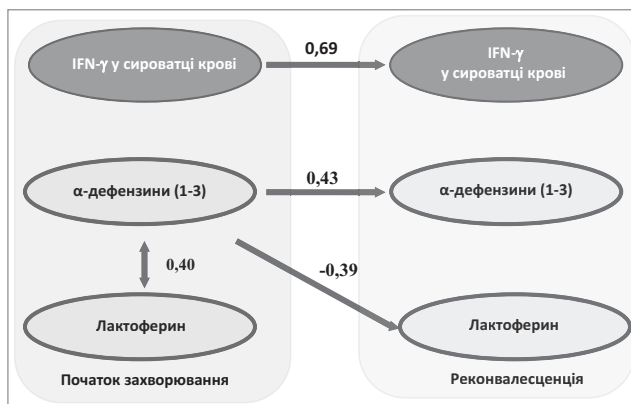 IFN-γ у сироватці крові
0,69
IFN-γ
у сироватці крові
α-дефензини (1-3)
0,43
α-дефензини (1-3)
0,40
-0,39
Лактоферин
Лактоферин
Початок захворювання
Реконвалесценція